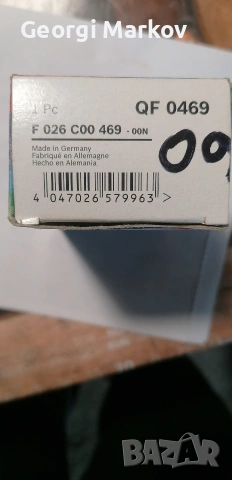 Georgi Markov
1 Pc QF 0469
F 026 C00 469 - 00N
Made in Germany
Fabriqué en Allemagne
Hecho en Alemania
4 047026 579963 >
BAZAR